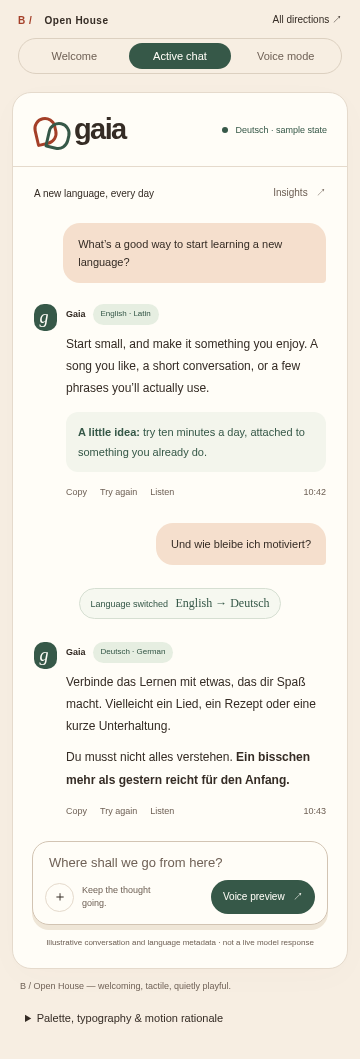 B / Open House
All directions ↗
Welcome
Active chat
Voice mode
gaia
Deutsch · sample state
A new language, every day
Insights ↗
What’s a good way to start learning a new
language?
g
Gaia
English · Latin
Start small, and make it something you enjoy. A
song you like, a short conversation, or a few
phrases you’ll actually use.
A little idea: try ten minutes a day, attached to
something you already do.
Copy Try again Listen 10:42
Und wie bleibe ich motiviert?
Language switched English → Deutsch
g
Gaia
Deutsch · German
Verbinde das Lernen mit etwas, das dir Spaß
macht. Vielleicht ein Lied, ein Rezept oder eine
kurze Unterhaltung.
Du musst nicht alles verstehen. Ein bisschen
mehr als gestern reicht für den Anfang.
Copy Try again Listen 10:43
Where shall we go from here?
+
Keep the thought
going.
Voice preview ↗
Illustrative conversation and language metadata · not a live model response
B / Open House — welcoming, tactile, quietly playful.
▶ Palette, typography & motion rationale